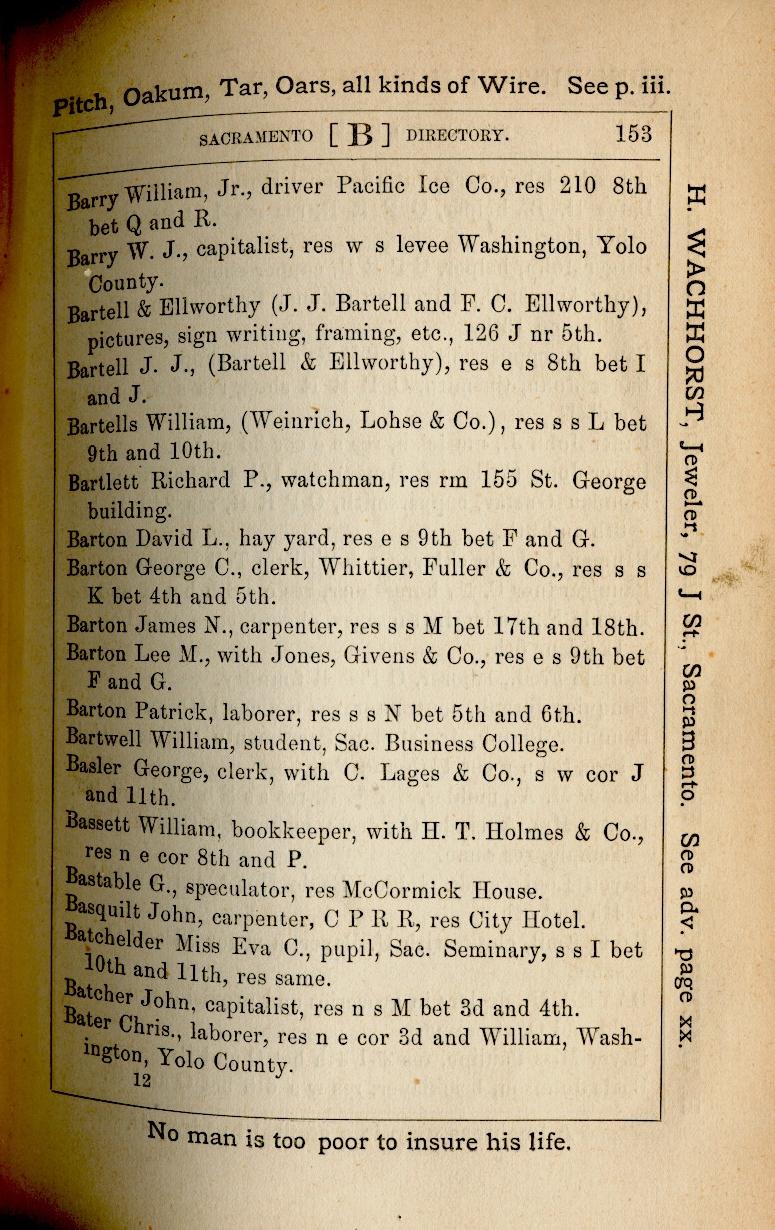 Pitch, Oakum, Tar, Oars, all kinds of Wire. See p. iii.
SACRAMENTO [ B ] DIRECTORY. 153
Barry William, Jr., driver Pacific Ice Co., res 210 8th
bet Q and R.
Barry W. J., capitalist, res w s levee Washington, Yolo
County.
Bartell & Ellworthy (J. J. Bartell and F. C. Ellworthy),
pictures, sign writing, framing, etc., 126 J nr 5th.
Bartell J. J., (Bartell & Ellworthy), res e s 8th bet I
and J.
Bartells William, (Weinrich, Lohse & Co.), res s s L bet
9th and 10th.
Bartlett Richard P., watchman, res rm 155 St. George
building.
Barton David L., hay yard, res e s 9th bet F and G.
Barton George C., clerk, Whittier, Fuller & Co., res s s
K bet 4th and 5th.
Barton James N., carpenter, res s s M bet 17th and 18th.
Barton Lee M., with Jones, Givens & Co., res e s 9th bet
F and G.
Barton Patrick, laborer, res s s N bet 5th and 6th.
Bartwell William, student, Sac. Business College.
Basler George, clerk, with C. Lages & Co., s w cor J
and 11th.
Bassett William, bookkeeper, with H. T. Holmes & Co.,
res n e cor 8th and P.
Bastable G., speculator, res McCormick House.
Basquilt John, carpenter, C P R R, res City Hotel.
Batchelder Miss Eva C., pupil, Sac. Seminary, s s I bet
10th and 11th, res same.
Batcher John, capitalist, res n s M bet 3d and 4th.
Bater Chris., laborer, res n e cor 3d and William, Wash-
ington, Yolo County.
12
No man is too poor to insure his life.
H. WACHHORST, Jeweler, 79 J St., Sacramento. See adv. page xx.